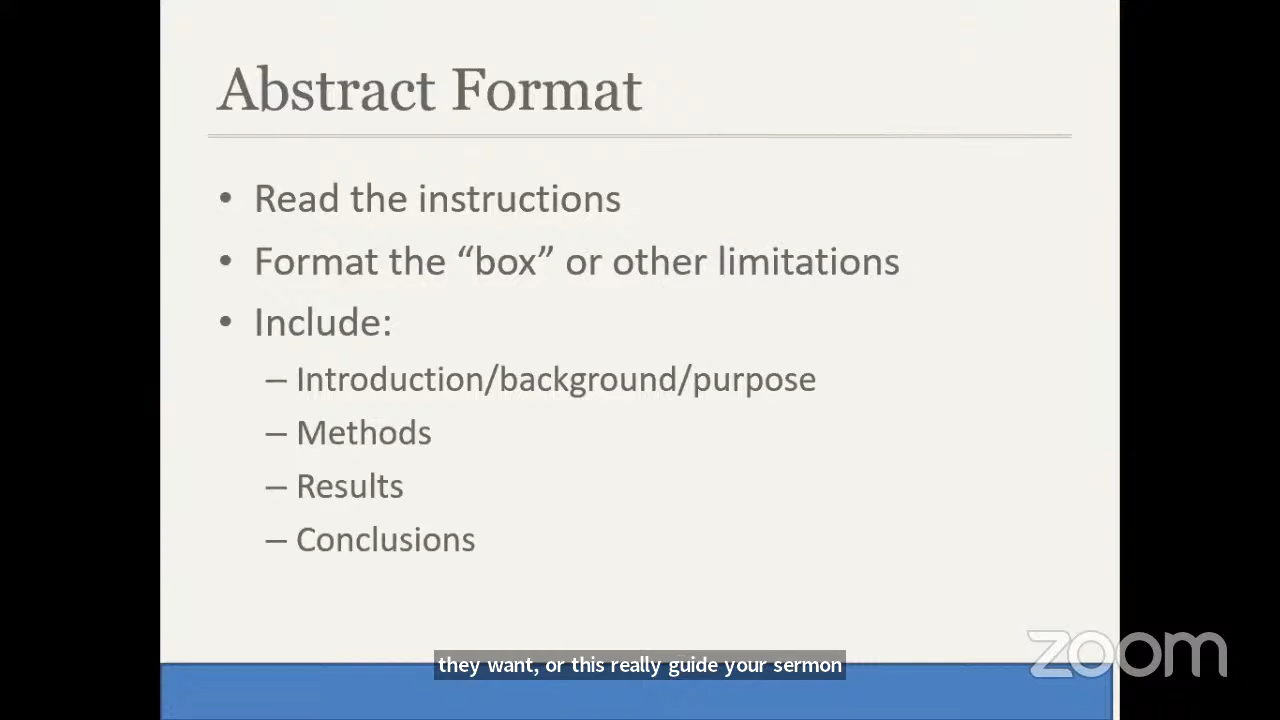 Abstract Format
• Read the instructions
• Format the “box” or other limitations
• Include:
– Introduction/background/purpose
– Methods
– Results
– Conclusions
zoom
they want, or this really guide your sermon